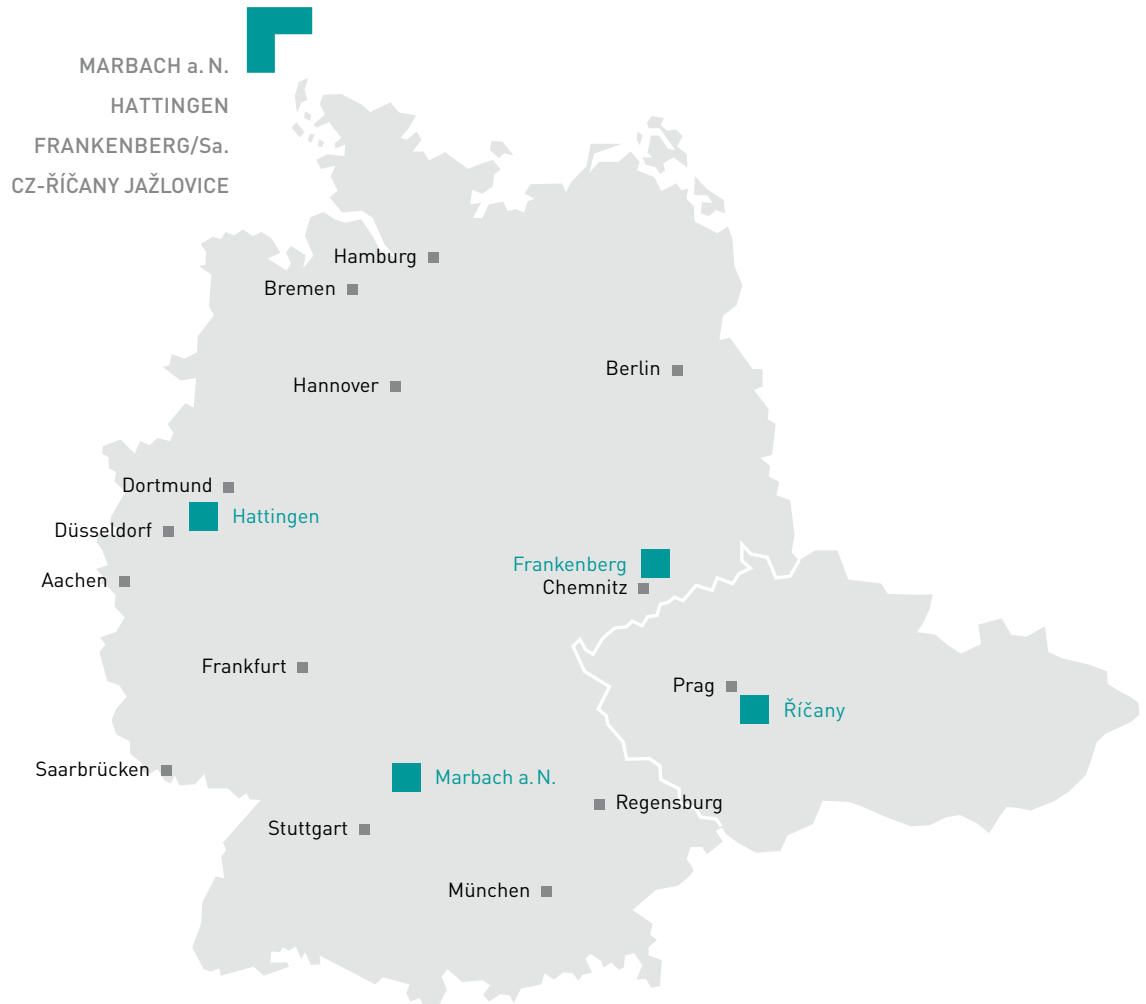 MARBACH a. N.
HATTINGEN
FRANKENBERG/Sa.
CZ-ŘÍČANY JAŽLOVICE
Hamburg
Bremen
Berlin
Hannover
Dortmund
Hattingen
Düsseldorf
Frankenberg
Aachen
Chemnitz
Frankfurt
Prag
Říčany
Saarbrücken
Marbach a. N.
Regensburg
Stuttgart
München